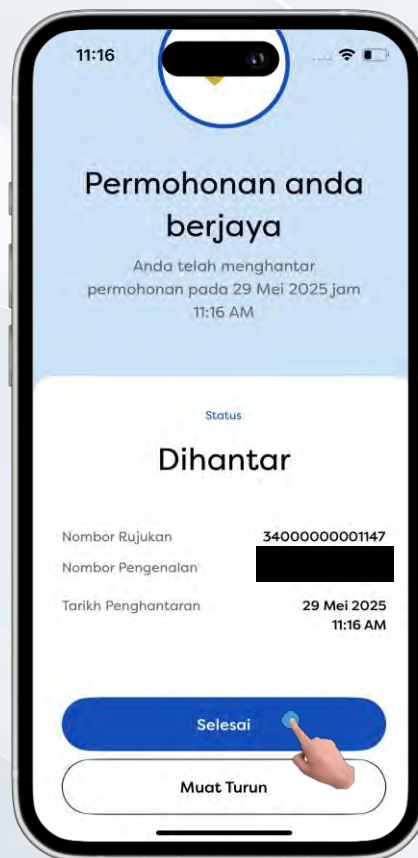 11:16
Permohonan anda
berjaya
Anda telah menghantar
permohonan pada 29 Mei 2025 jam
11:16 AM
Status
Dihantar
Nombor Rujukan 34000000001147
Nombor Pengenalan
Tarikh Penghantaran 29 Mei 2025
11:16 AM
Selesai
Muat Turun